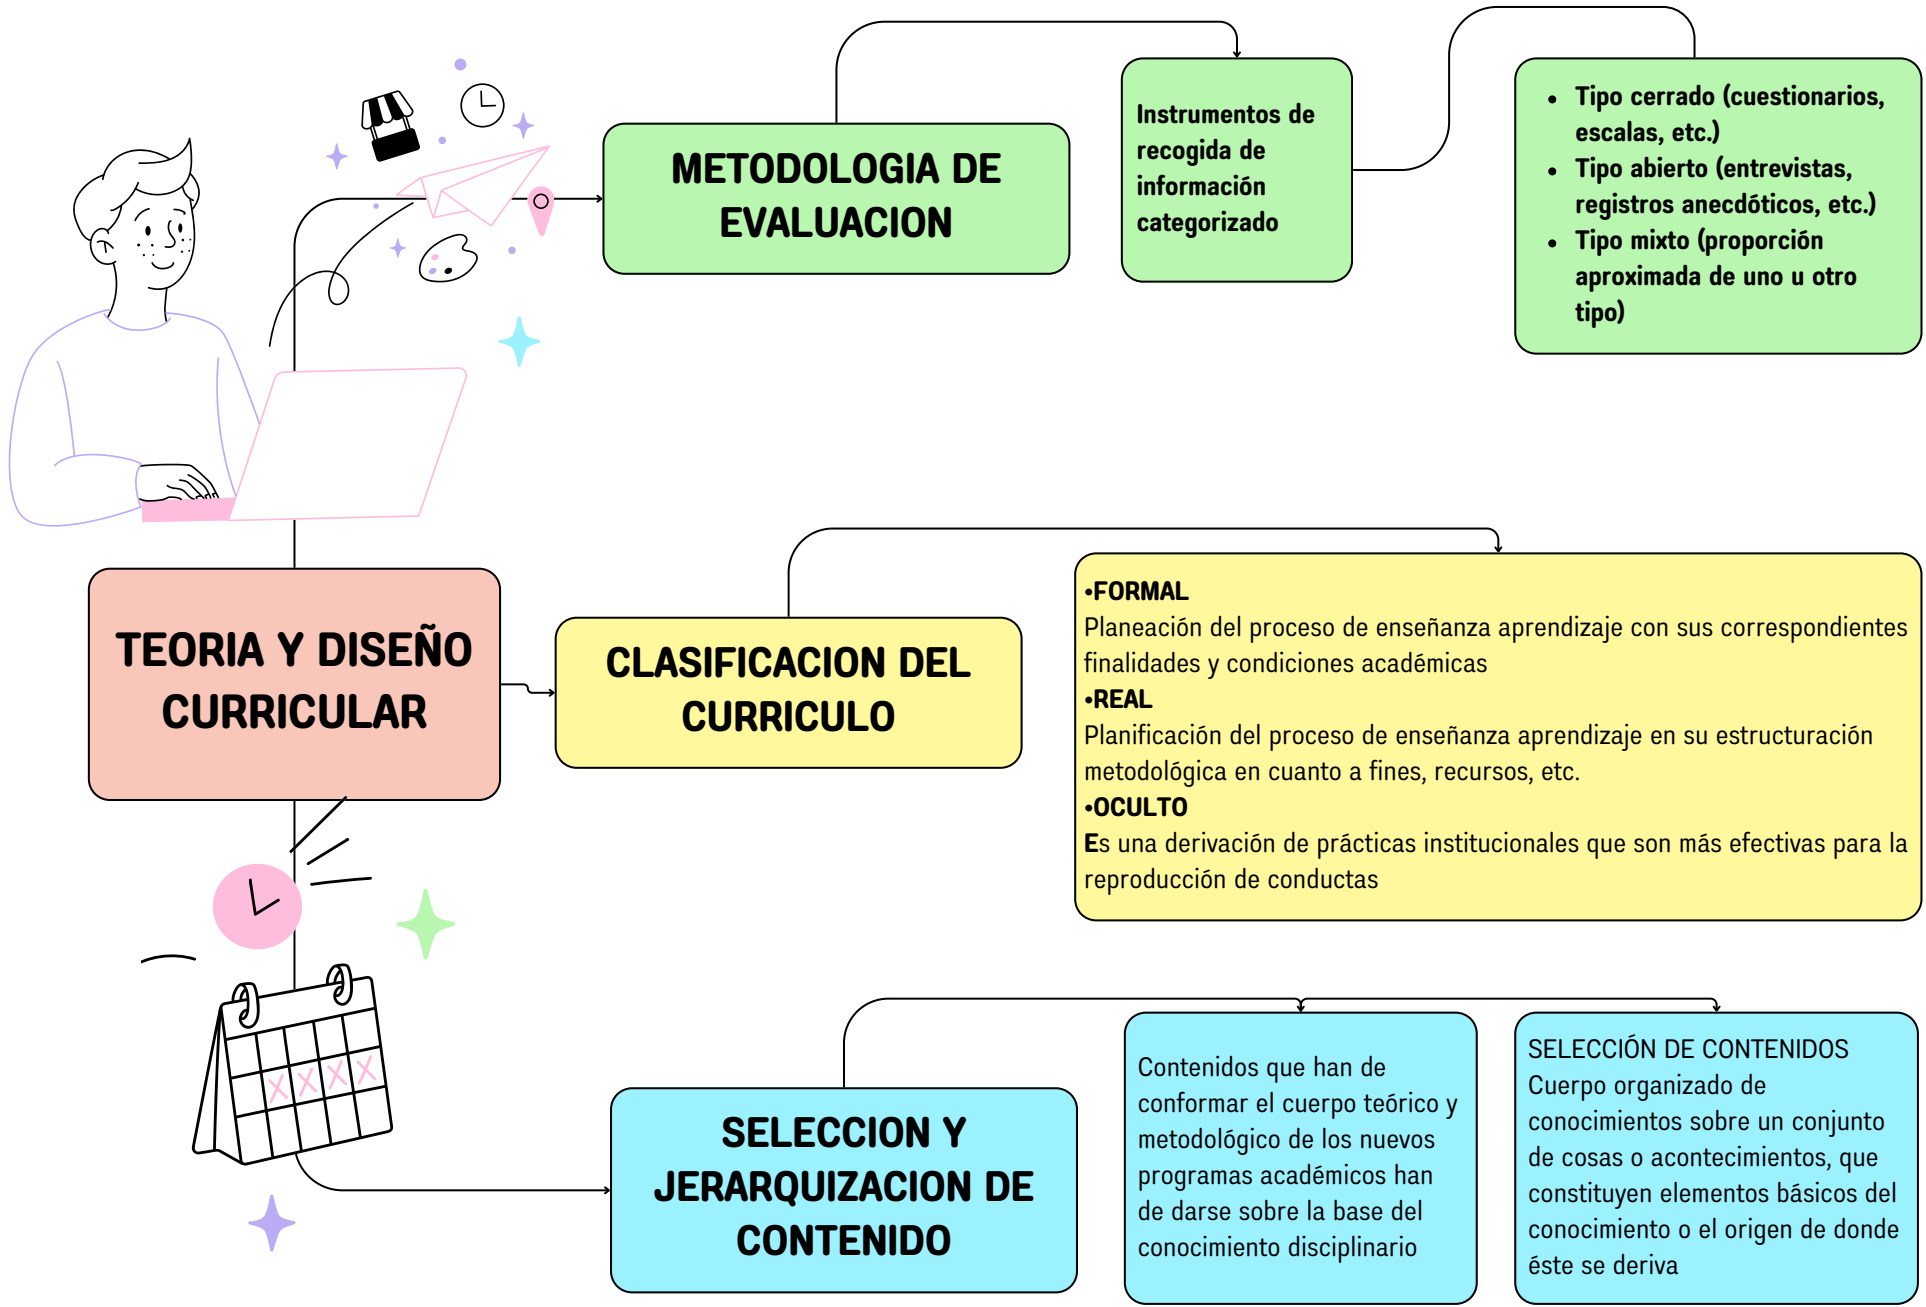 METODOLOGIA DE
EVALUACION
Instrumentos de
recogida de
información
categorizado
• Tipo cerrado (cuestionarios,
escalas, etc.)
• Tipo abierto (entrevistas,
registros anecdóticos, etc.)
• Tipo mixto (proporción
aproximada de uno u otro
tipo)
TEORIA Y DISEÑO
CURRICULAR
CLASIFICACION DEL
CURRICULO
•FORMAL
Planeación del proceso de enseñanza aprendizaje con sus correspondientes
finalidades y condiciones académicas
•REAL
Planificación del proceso de enseñanza aprendizaje en su estructuración
metodológica en cuanto a fines, recursos, etc.
•OCULTO
Es una derivación de prácticas institucionales que son más efectivas para la
reproducción de conductas
SELECCION Y
JERARQUIZACION DE
CONTENIDO
Contenidos que han de
conformar el cuerpo teórico y
metodológico de los nuevos
programas académicos han
de darse sobre la base del
conocimiento disciplinario
SELECCIÓN DE CONTENIDOS
Cuerpo organizado de
conocimientos sobre un conjunto
de cosas o acontecimientos, que
constituyen elementos básicos del
conocimiento o el origen de donde
éste se deriva